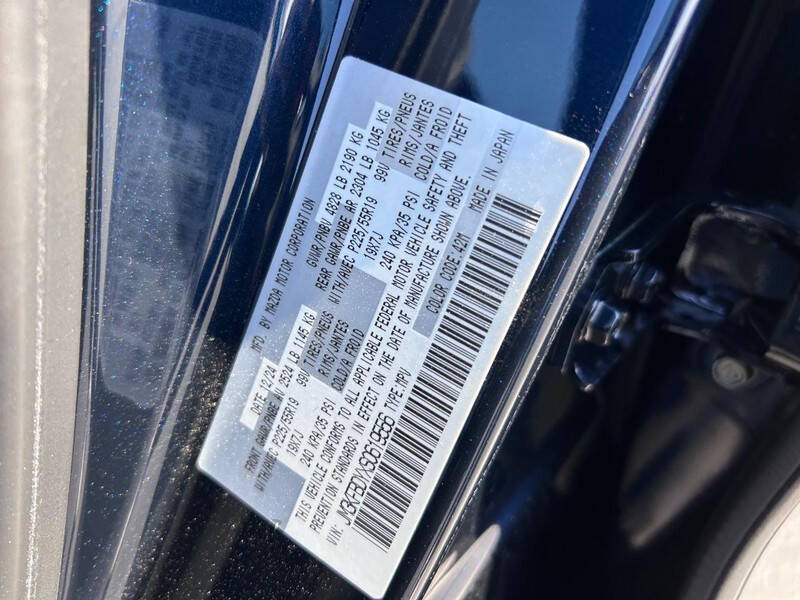 MFD. BY MAZDA MOTOR CORPORATION
DATE 12/24 GVWR/PNBV 4828 LB 2190 KG
FRONT GAWR/PNBE AV 2524 LB 1145 KG REAR GAWR/PNBE AR 2304 LB 1045 KG
WITH/AVEC P225/55R19 99V TIRES/PNEUS WITH/AVEC P225/55R19 99V TIRES/PNEUS
19X7J RIMS/JANTES 19X7J RIMS/JANTES
240 KPA/35 PSI COLD/A FROID 240 KPA/35 PSI COLD/A FROID
THIS VEHICLE CONFORMS TO ALL APPLICABLE FEDERAL MOTOR VEHICLE SAFETY AND THEFT
PREVENTION STANDARDS IN EFFECT ON THE DATE OF MANUFACTURE SHOWN ABOVE.
VIN: TYPE:MPV COLOR CODE:42M MADE IN JAPAN